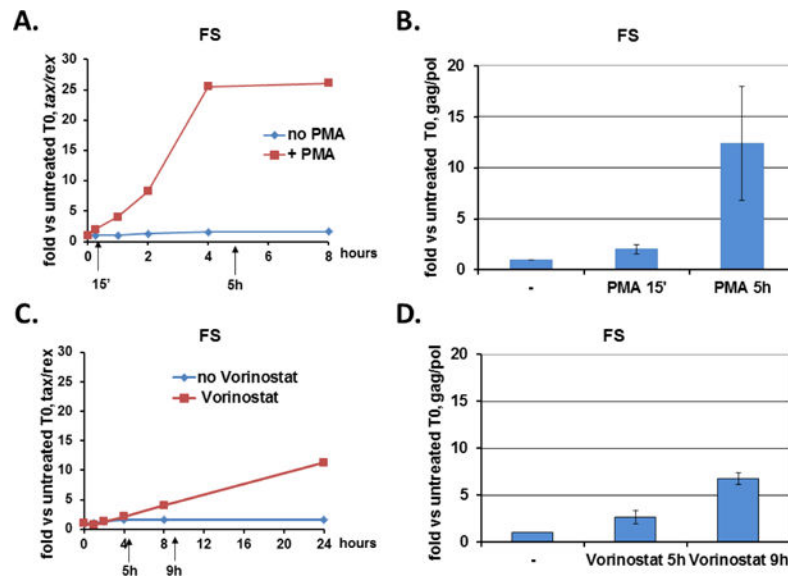 A.
FS
fold vs untreated T0, tax/rex
30
25
20
15
10
5
0
no PMA
+ PMA
0 2 4 6 8 hours
15' 5h
B.
FS
fold vs untreated T0, gag/pol
20
15
10
5
0
- PMA 15' PMA 5h
C.
FS
fold vs untreated T0, tax/rex
30
25
20
15
10
5
0
no Vorinostat
Vorinostat
0 4 8 12 16 20 24 hours
5h 9h
D.
FS
fold vs untreated T0, gag/pol
20
15
10
5
0
- Vorinostat 5h Vorinostat 9h